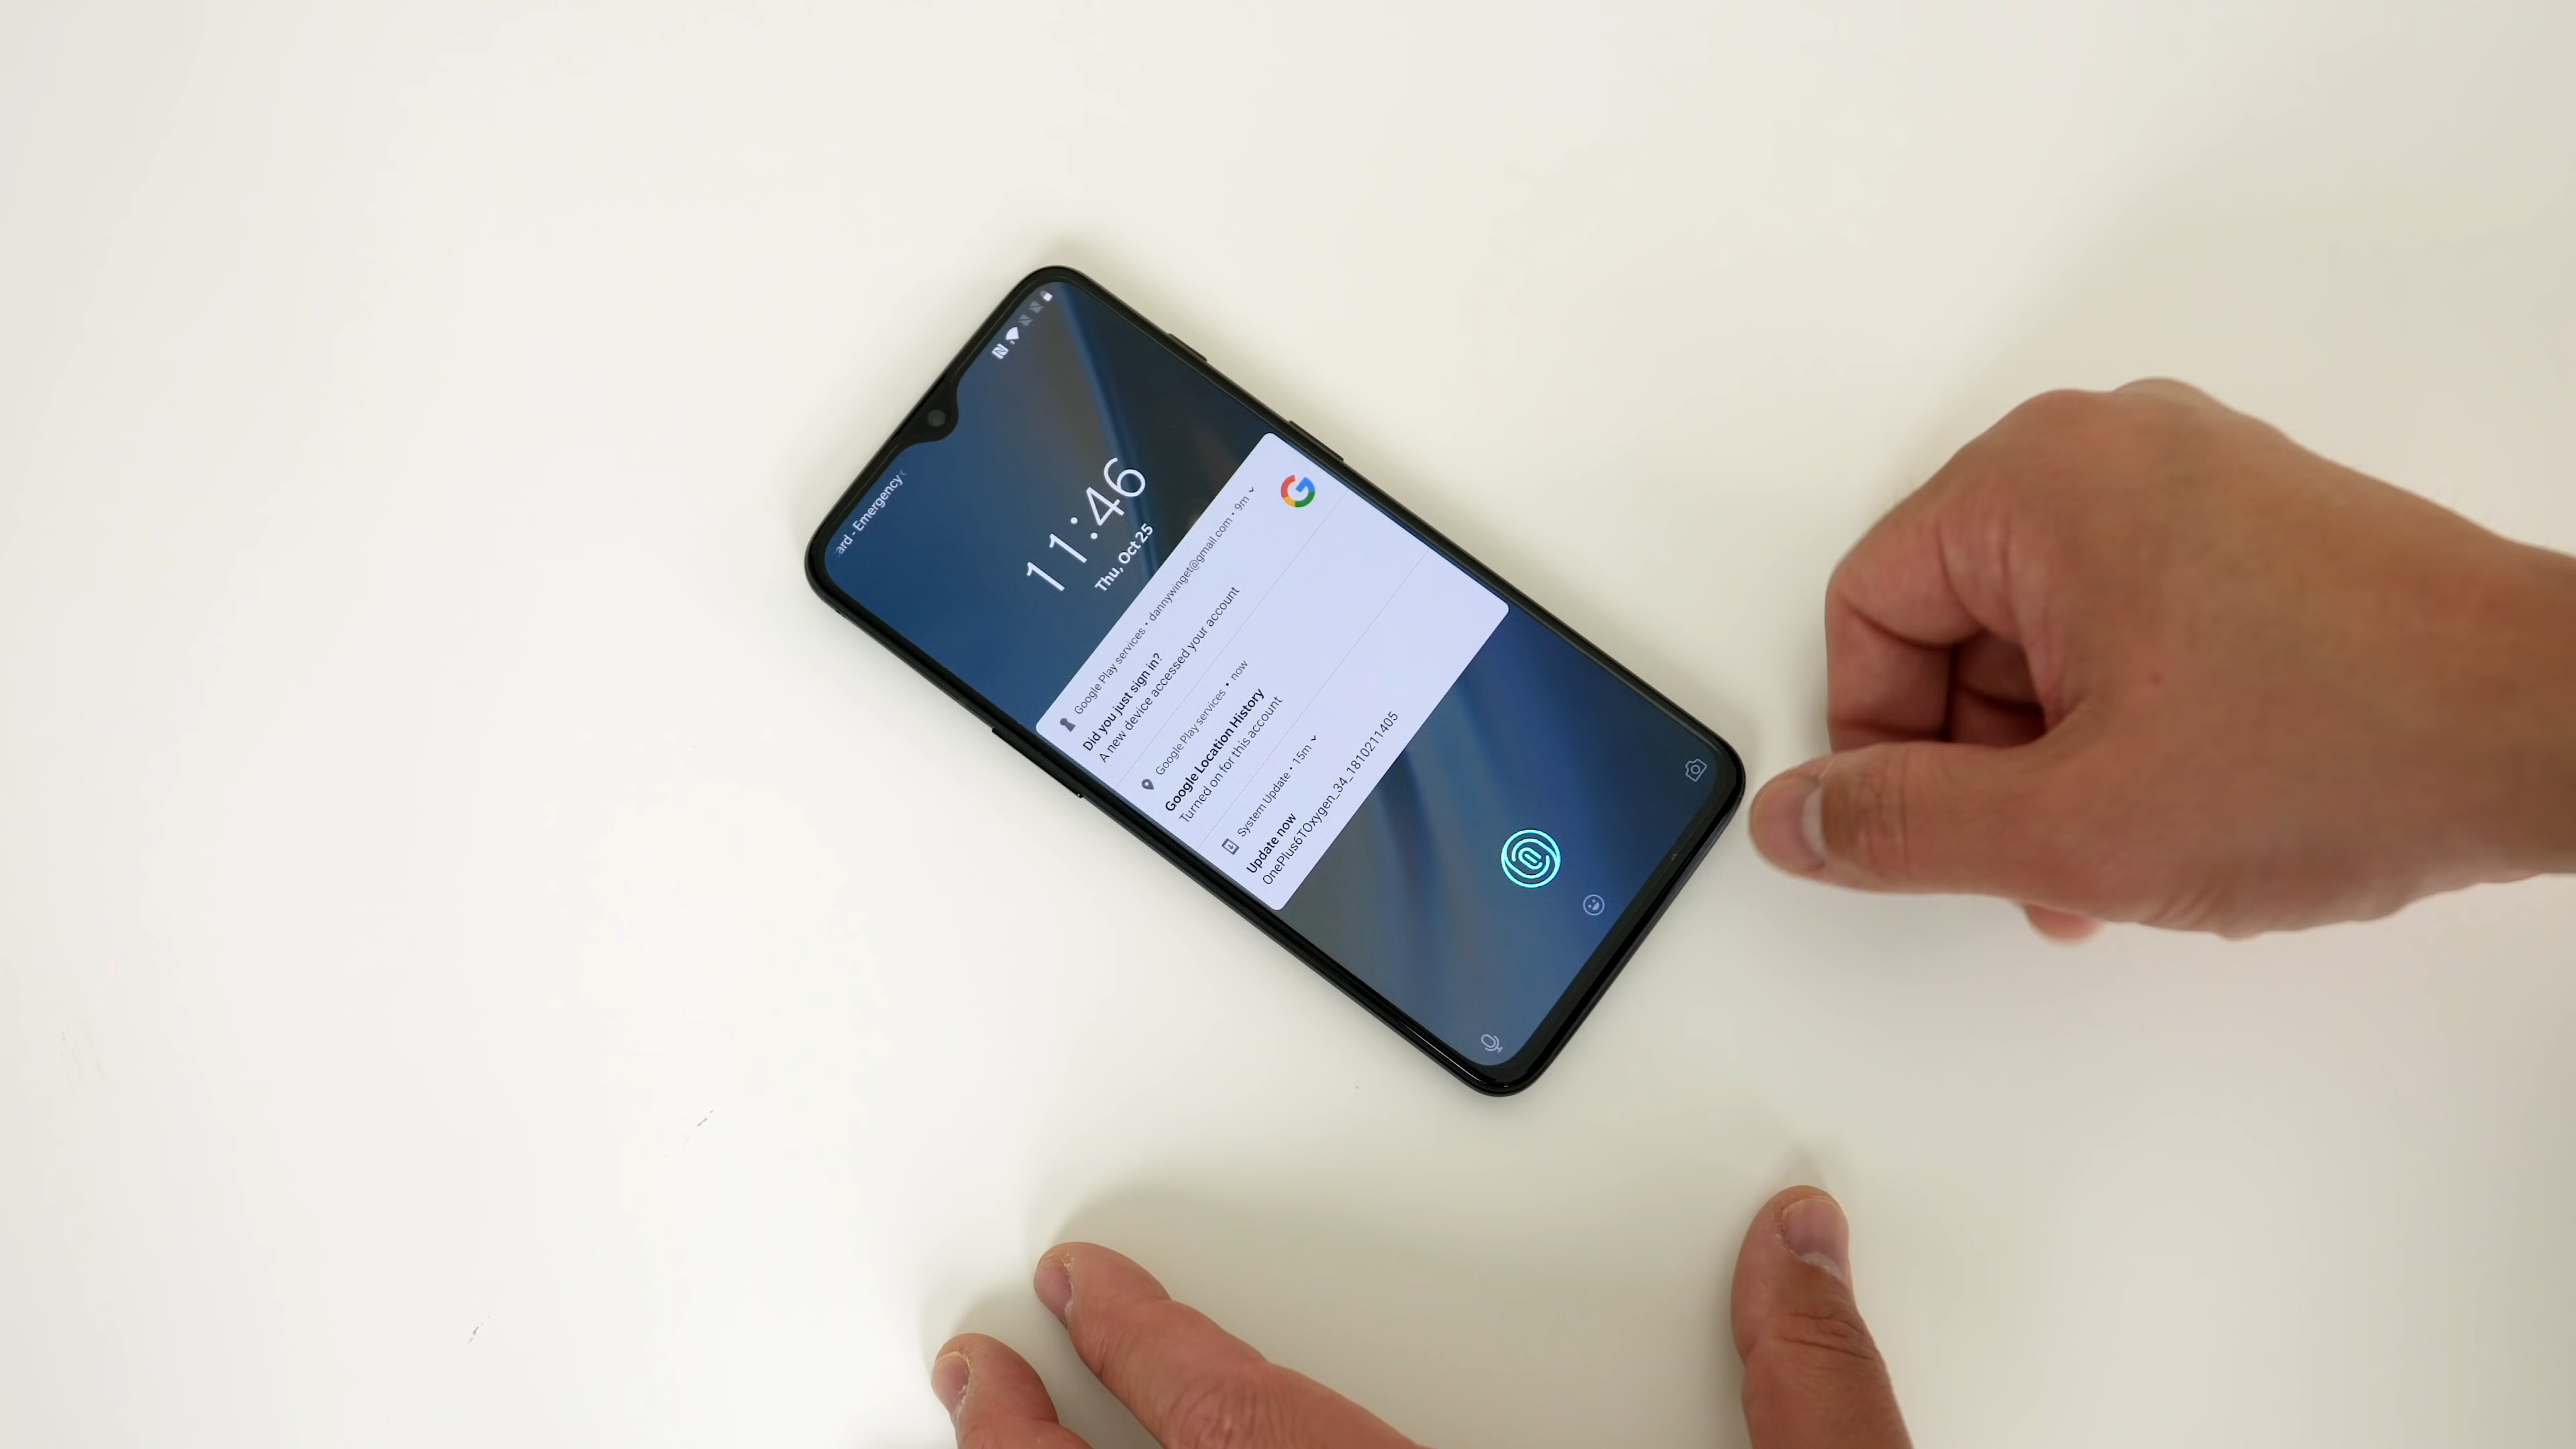 ard - Emergency
11:46
Thu, Oct 25
Google Play services • dannywinget@gmail.com • 9m
Did you just sign in?
A new device accessed your account
Google Play services • now
Google Location History
Turned on for this account
System Update • 15m
Update now
OnePlus6TOxygen_34_1810211405